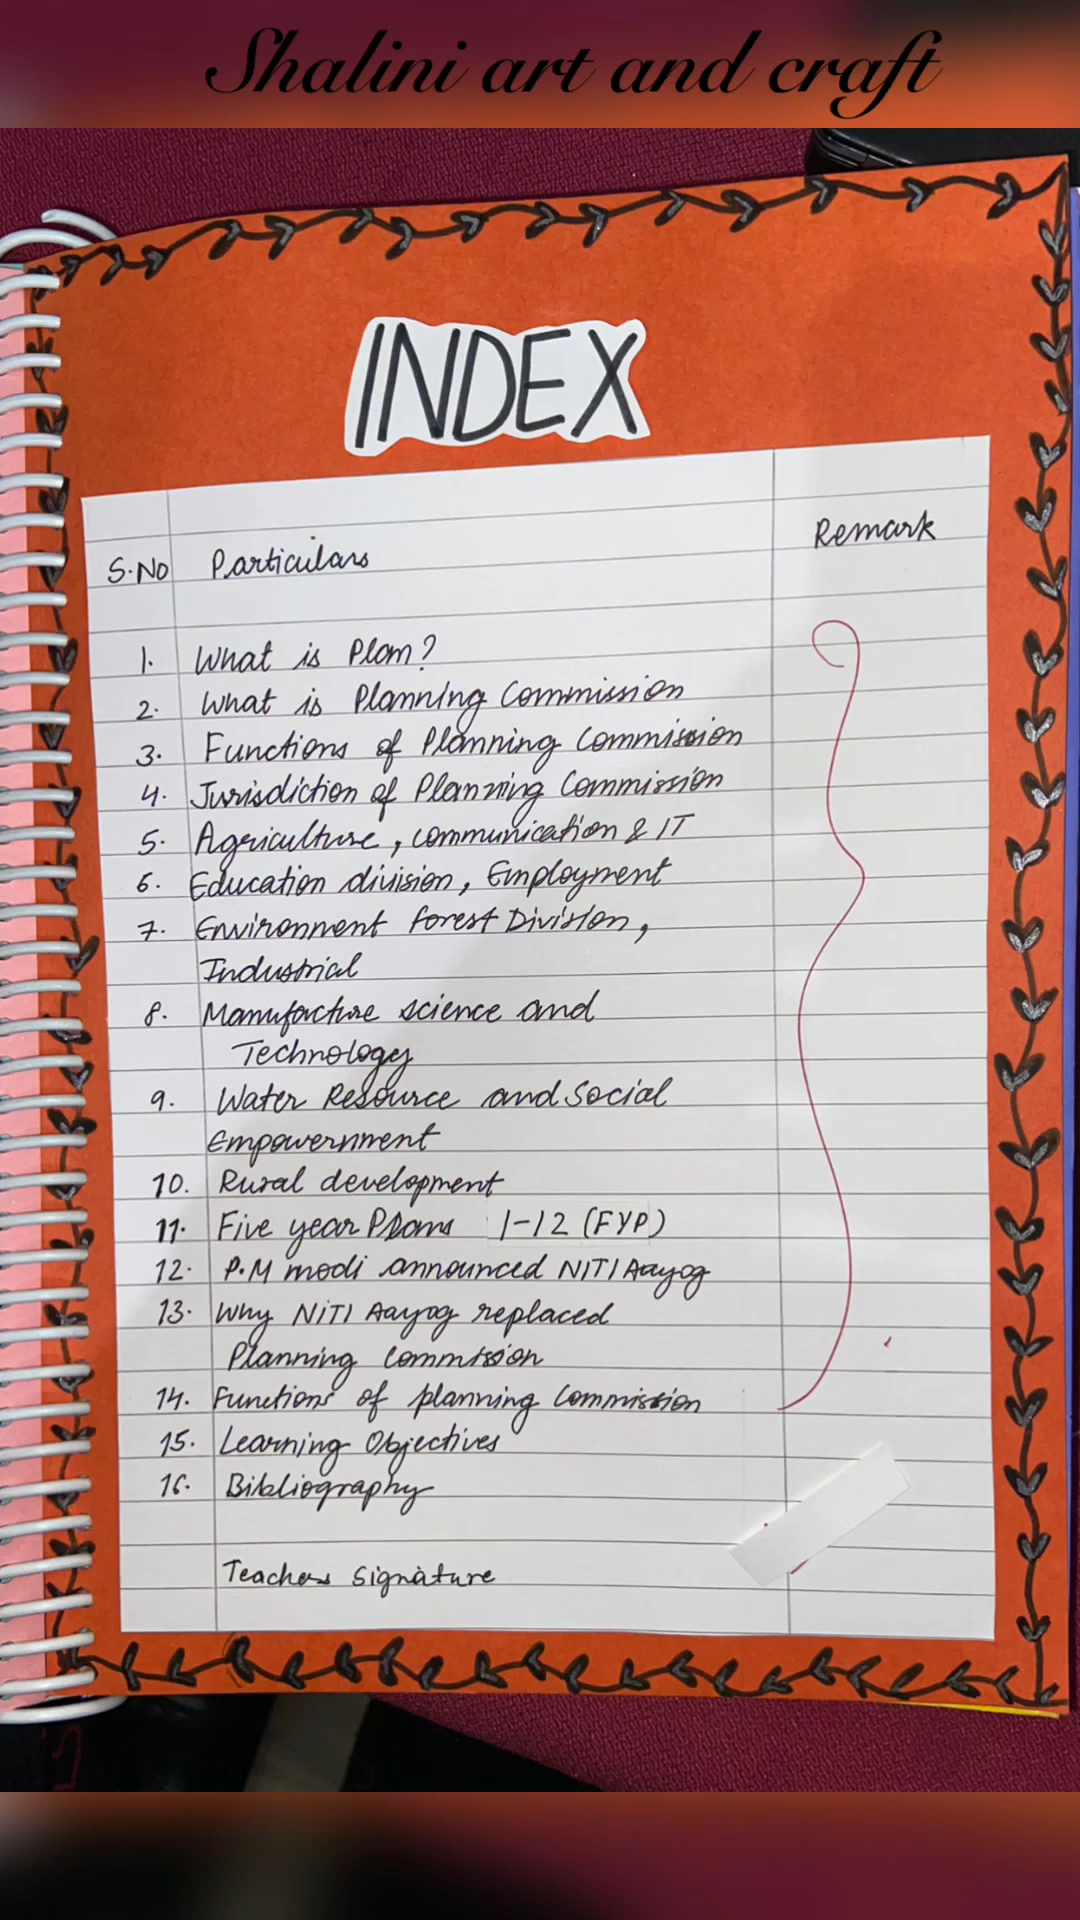 Shalini art and craft
INDEX
S.No Particulars Remark
1. What is Plan?
2. What is Planning Commission
3. Functions of Planning Commission
4. Jurisdiction of Planning Commission
5. Agriculture, communication & IT
6. Education division, Employment
7. Environment forest Division,
Industrial
8. Manufacture science and
Technology
9. Water Resource and Social
Empowernment
10. Rural development
11. Five year Plans 1-12 (FYP)
12. P.M modi announced NITI Aayog
13. Why NITI Aayog replaced
Planning Commission
14. Functions of planning Commission
15. Learning Objectives
16. Bibliography
Teachers Signature